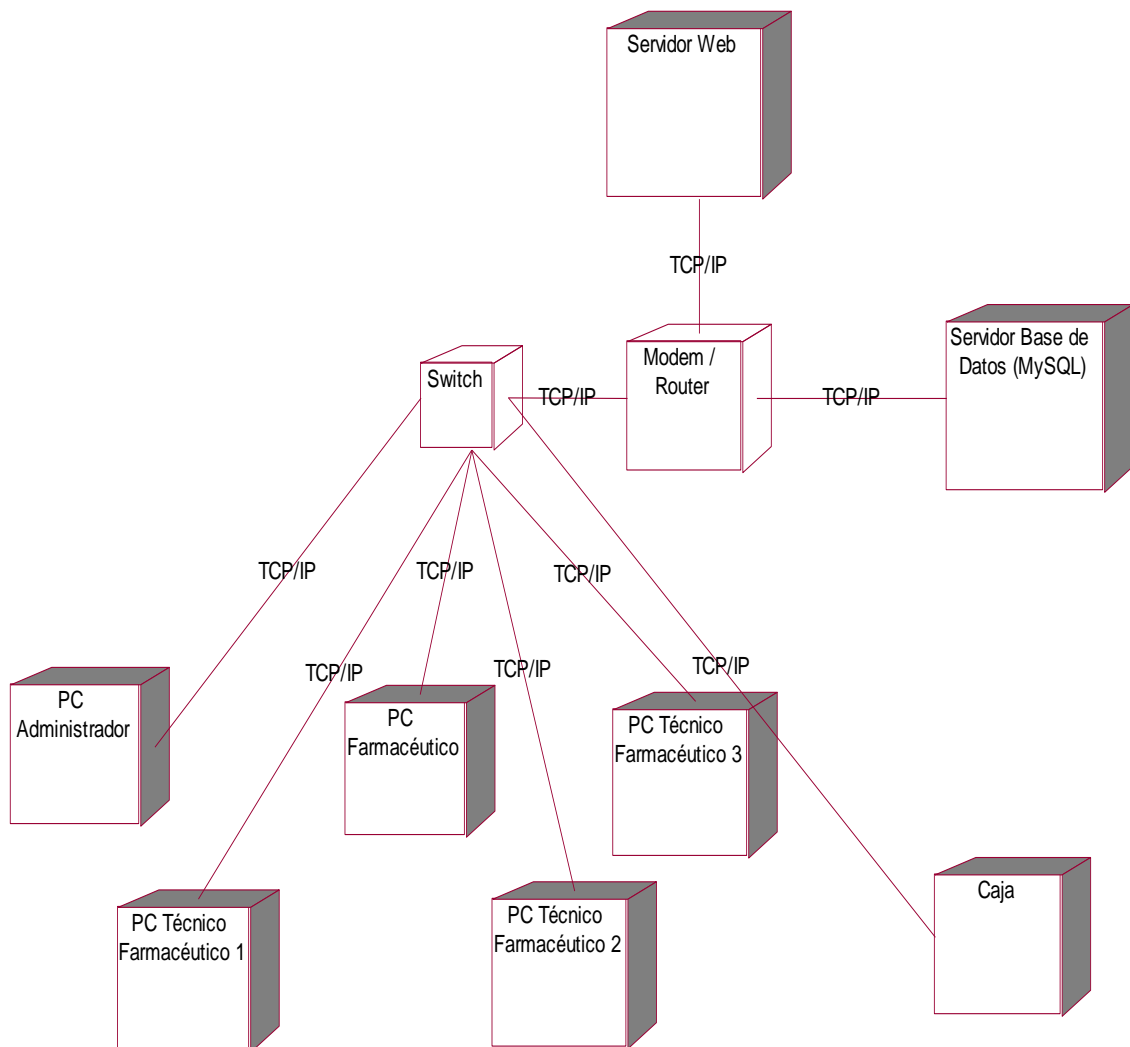 Servidor Web
TCP/IP
Servidor Base de
Datos (MySQL)
Modem /
Router
Switch
TCP/IP
TCP/IP
TCP/IP
TCP/IP
TCP/IP
TCP/IP
TCP/IP
TCP/IP
PC
Administrador
PC
Farmacéutico
PC Técnico
Farmacéutico 3
PC Técnico
Farmacéutico 1
PC Técnico
Farmacéutico 2
Caja